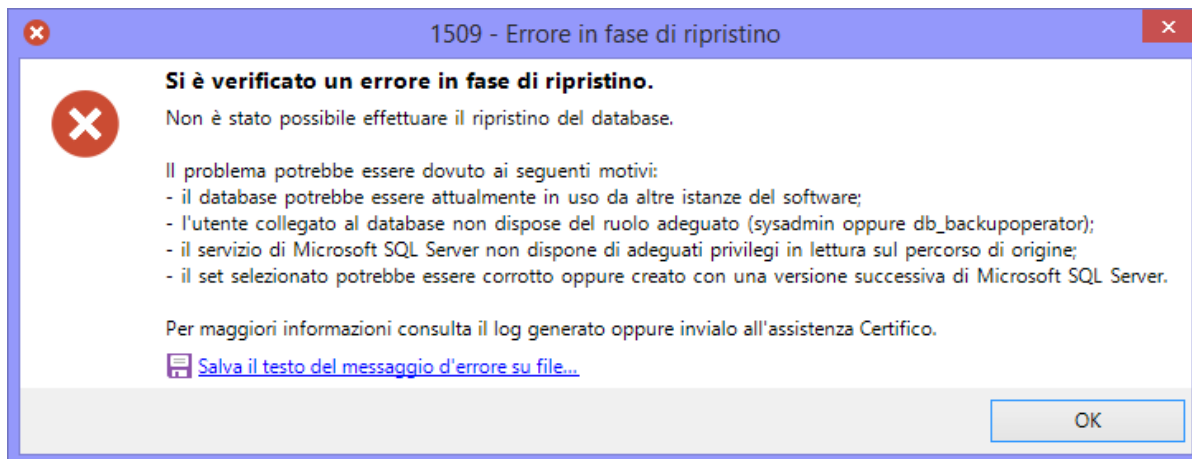 1509 - Errore in fase di ripristino
Si è verificato un errore in fase di ripristino.
Non è stato possibile effettuare il ripristino del database.
Il problema potrebbe essere dovuto ai seguenti motivi:
- il database potrebbe essere attualmente in uso da altre istanze del software;
- l'utente collegato al database non dispose del ruolo adeguato (sysadmin oppure db_backupoperator);
- il servizio di Microsoft SQL Server non dispone di adeguati privilegi in lettura sul percorso di origine;
- il set selezionato potrebbe essere corrotto oppure creato con una versione successiva di Microsoft SQL Server.
Per maggiori informazioni consulta il log generato oppure invialo all'assistenza Certifico.
Salva il testo del messaggio d'errore su file...
OK